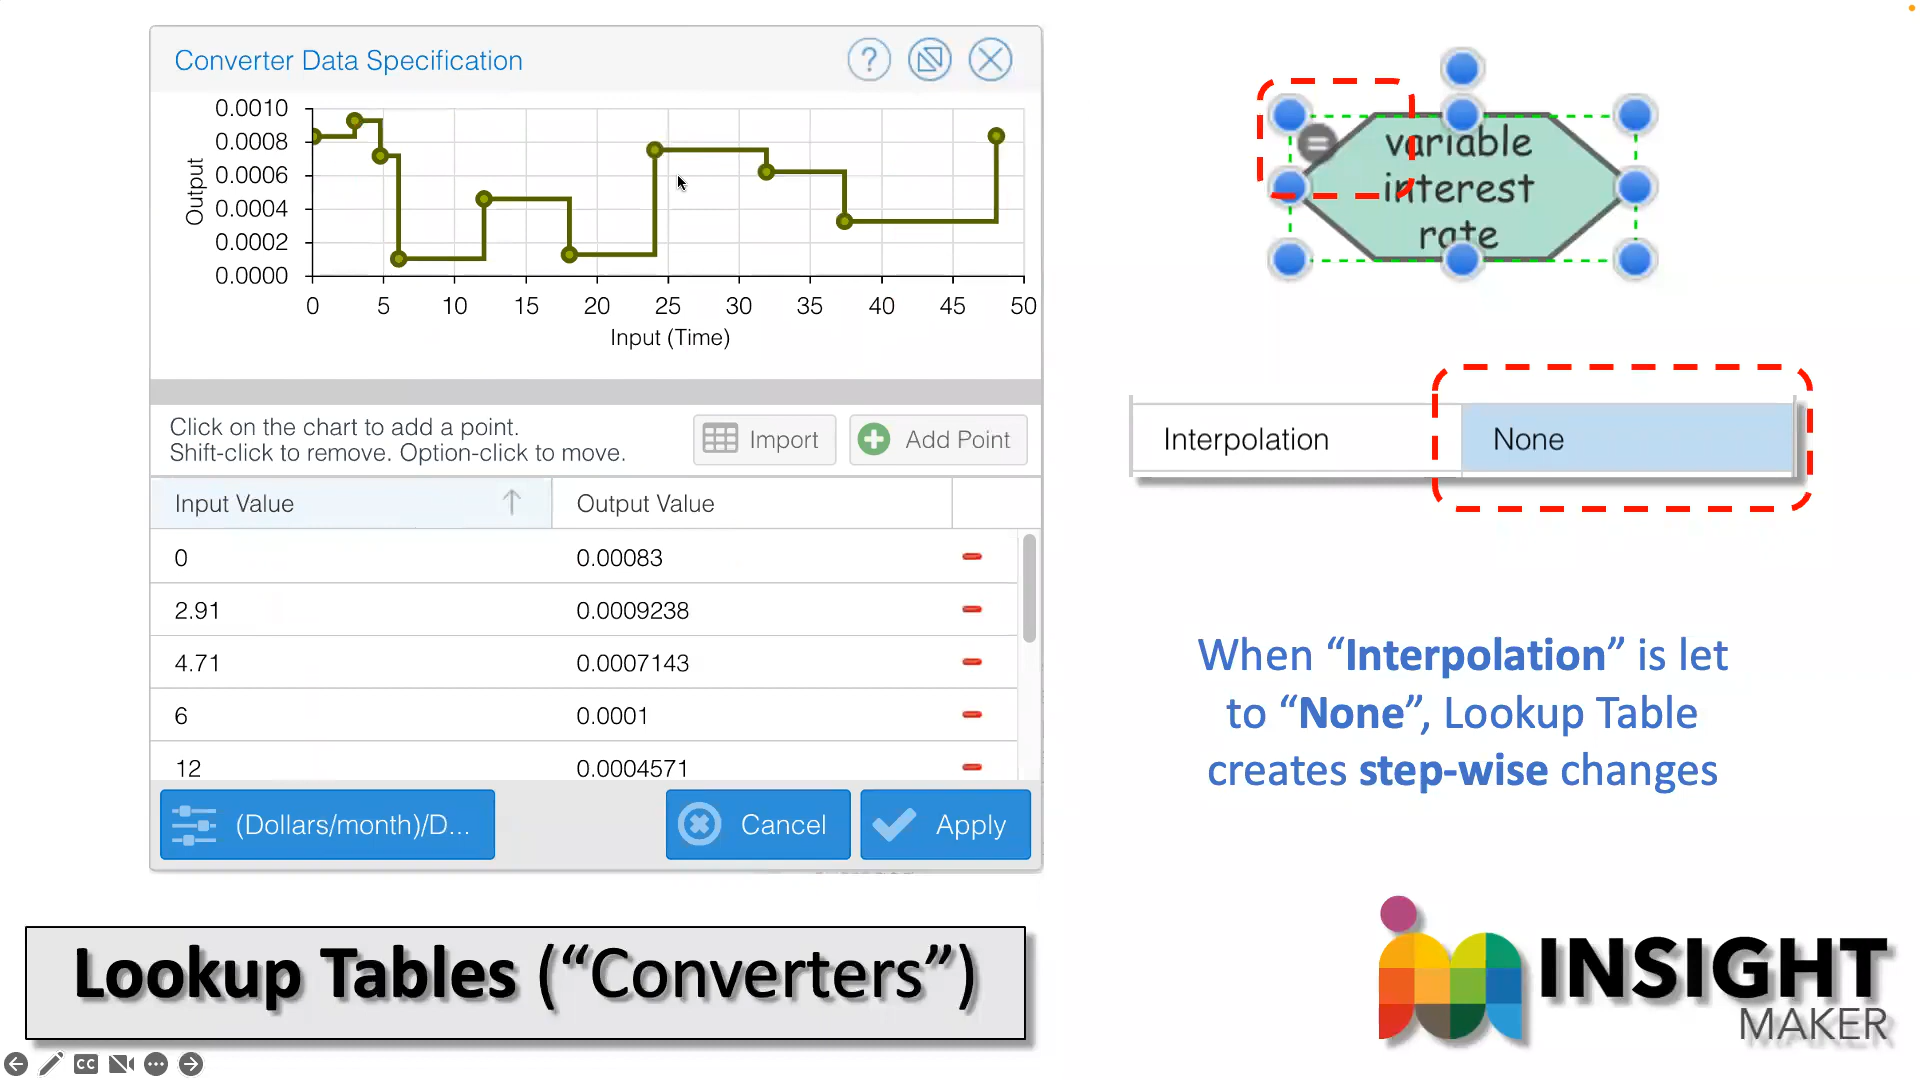 Converter Data Specification
?
0.0010
0.0008
0.0006
0.0004
0.0002
0.0000
Output
0 5 10 15 20 25 30 35 40 45 50
Input (Time)
Click on the chart to add a point.
Shift-click to remove. Option-click to move.
Import
Add Point
Input Value Output Value
0 0.00083
2.91 0.0009238
4.71 0.0007143
6 0.0001
12 0.0004571
(Dollars/month)/D...
Cancel
Apply
variable
interest
rate
Interpolation None
When “Interpolation” is let
to “None”, Lookup Table
creates step-wise changes
Lookup Tables (“Converters”)
INSIGHT
MAKER
CC